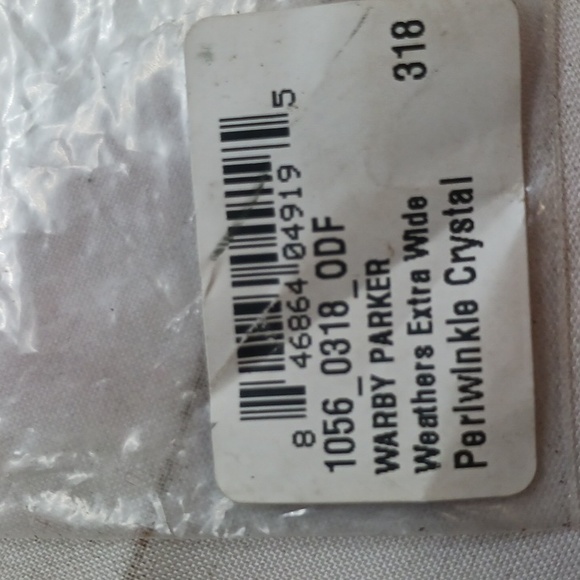 8 46864 04919 5
1056_0318_ODF
WARBY PARKER
Weathers Extra Wide
Periwinkle Crystal 318